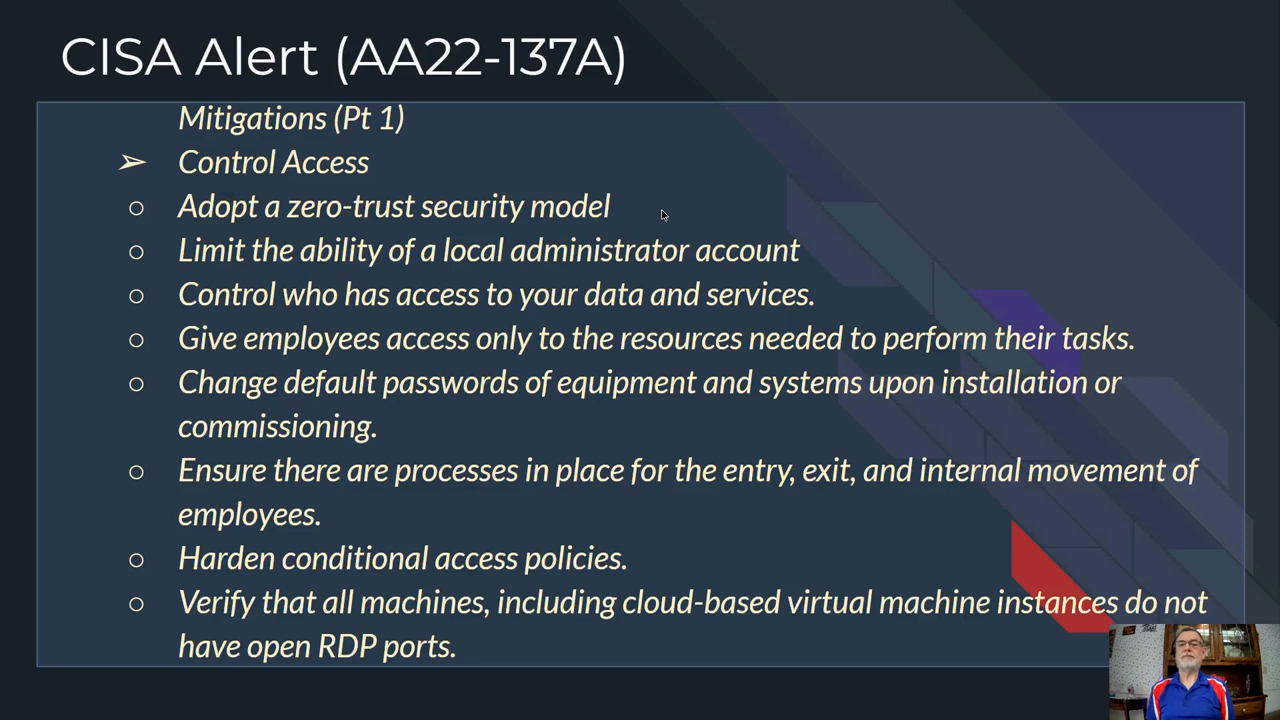 CISA Alert (AA22-137A)
Mitigations (Pt 1)
➢ Control Access
○ Adopt a zero-trust security model
○ Limit the ability of a local administrator account
○ Control who has access to your data and services.
○ Give employees access only to the resources needed to perform their tasks.
○ Change default passwords of equipment and systems upon installation or
commissioning.
○ Ensure there are processes in place for the entry, exit, and internal movement of
employees.
○ Harden conditional access policies.
○ Verify that all machines, including cloud-based virtual machine instances do not
have open RDP ports.